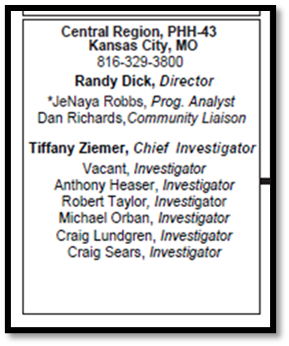 Central Region, PHH-43
Kansas City, MO
816-329-3800
Randy Dick, Director
*JeNaya Robbs, Prog. Analyst
Dan Richards,Community Liaison
Tiffany Ziemer, Chief Investigator
Vacant, Investigator
Anthony Heaser, Investigator
Robert Taylor, Investigator
Michael Orban, Investigator
Craig Lundgren, Investigator
Craig Sears, Investigator